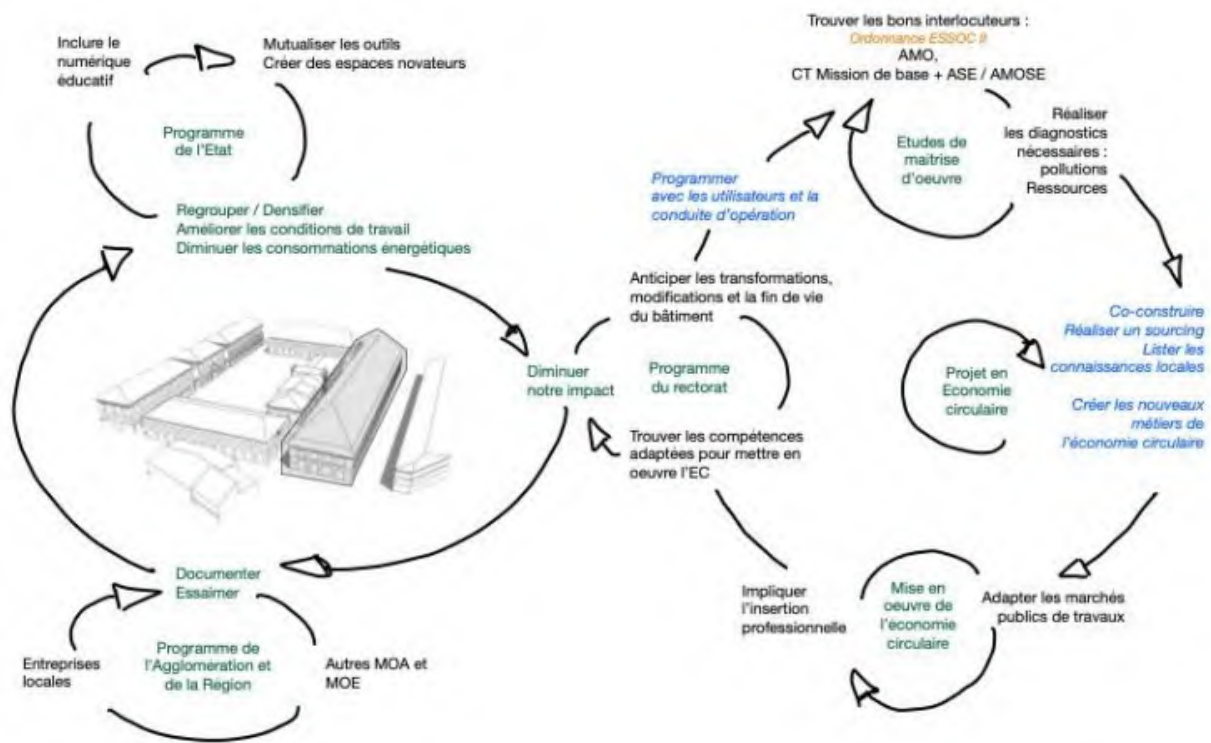 Inclure le
numérique
éducatif
Mutualiser les outils
Créer des espaces novateurs
Programme
de l'Etat
Regrouper / Densifier
Améliorer les conditions de travail
Diminuer les consommations énergétiques
Diminuer
notre impact
Documenter
Essaimer
Programme de
l'Agglomération et
de la Région
Entreprises
locales
Autres MOA et
MOE
Programmer
avec les utilisateurs et la
conduite d'opération
Anticiper les transformations,
modifications et la fin de vie
du bâtiment
Programme
du rectorat
Trouver les compétences
adaptées pour mettre en
oeuvre l'EC
Trouver les bons interlocuteurs :
Ordonnance ESSOC II
AMO,
CT Mission de base + ASE / AMOSE
Etudes de
maitrise
d'oeuvre
Réaliser
les diagnostics
nécessaires :
pollutions
Ressources
Co-construire
Réaliser un sourcing
Lister les
connaissances locales
Projet en
Economie
circulaire
Créer les nouveaux
métiers de
l'économie circulaire
Adapter les marchés
publics de travaux
Mise en
oeuvre de
l'économie
circulaire
Impliquer
l'insertion
professionnelle